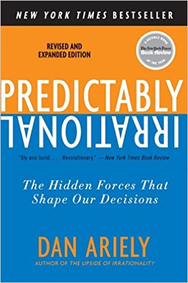 NEW YORK TIMES BESTSELLER
REVISED AND
EXPANDED EDITION
The New York Times
Book Review
PREDICTABLY
IRRATIONAL
"Sly and lucid. . . . Revolutionary." —New York Times Book Review
The Hidden Forces That
Shape Our Decisions
DAN ARIELY
AUTHOR OF THE UPSIDE OF IRRATIONALITY